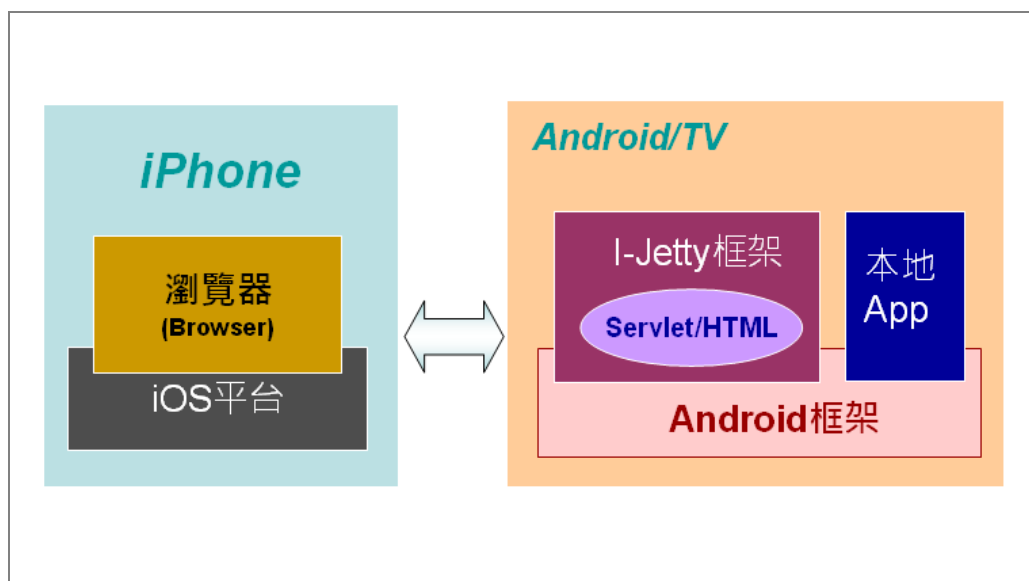 iPhone
瀏覽器
(Browser)
iOS平台
Android/TV
I-Jetty框架
Servlet/HTML
本地
App
Android框架